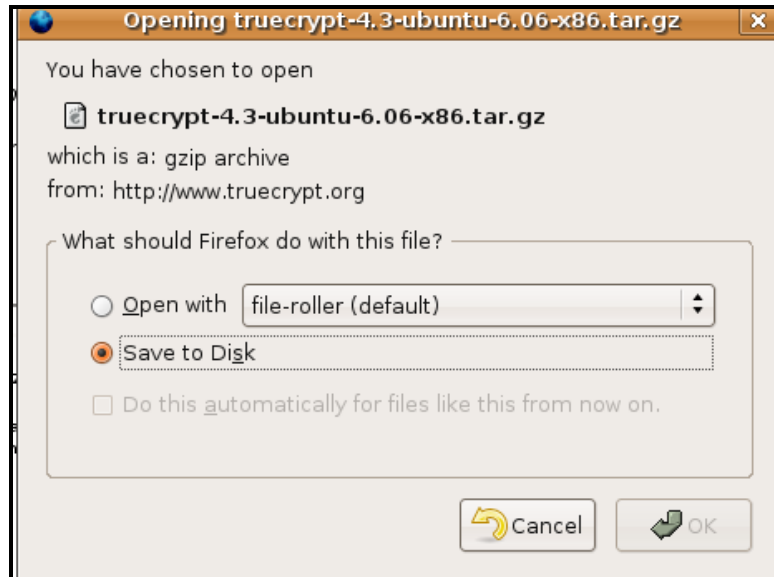 Opening truecrypt-4.3-ubuntu-6.06-x86.tar.gz
You have chosen to open
truecrypt-4.3-ubuntu-6.06-x86.tar.gz
which is a: gzip archive
from: http://www.truecrypt.org
What should Firefox do with this file?
Open with file-roller (default)
Save to Disk
Do this automatically for files like this from now on.
Cancel OK